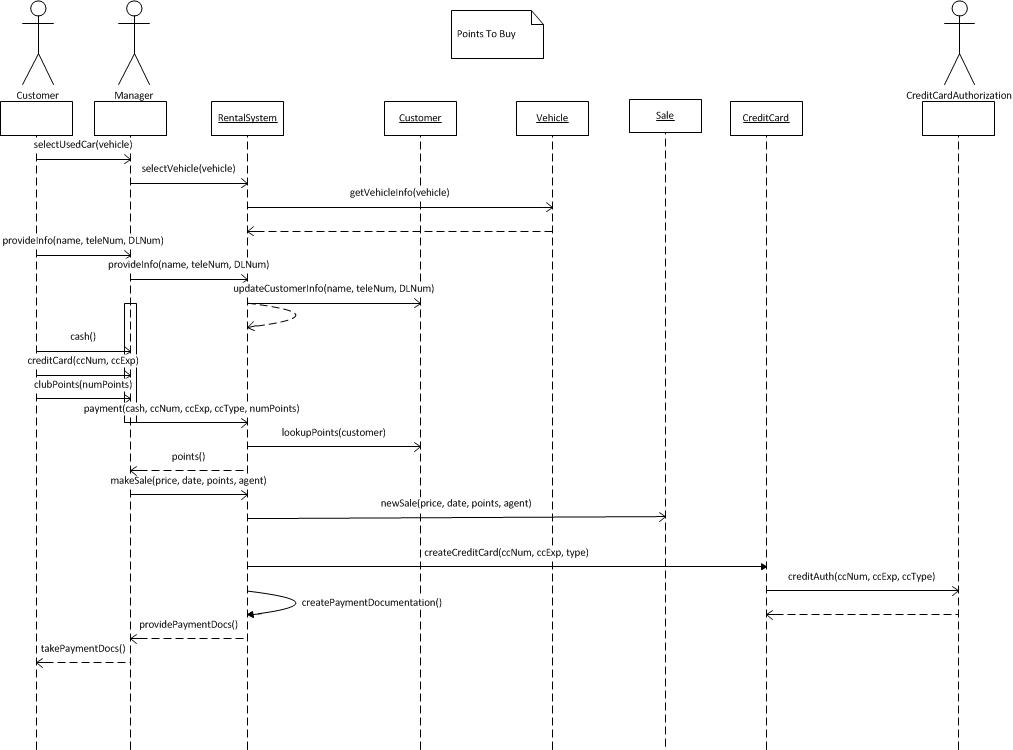 Points To Buy
Customer
Manager
CreditCardAuthorization
RentalSystem
Customer
Vehicle
Sale
CreditCard
selectUsedCar(vehicle)
selectVehicle(vehicle)
getVehicleInfo(vehicle)
provideInfo(name, teleNum, DLNum)
provideInfo(name, teleNum, DLNum)
updateCustomerInfo(name, teleNum, DLNum)
cash()
creditCard(ccNum, ccExp)
clubPoints(numPoints)
payment(cash, ccNum, ccExp, ccType, numPoints)
lookupPoints(customer)
points()
makeSale(price, date, points, agent)
newSale(price, date, points, agent)
createCreditCard(ccNum, ccExp, type)
creditAuth(ccNum, ccExp, ccType)
createPaymentDocumentation()
providePaymentDocs()
takePaymentDocs()